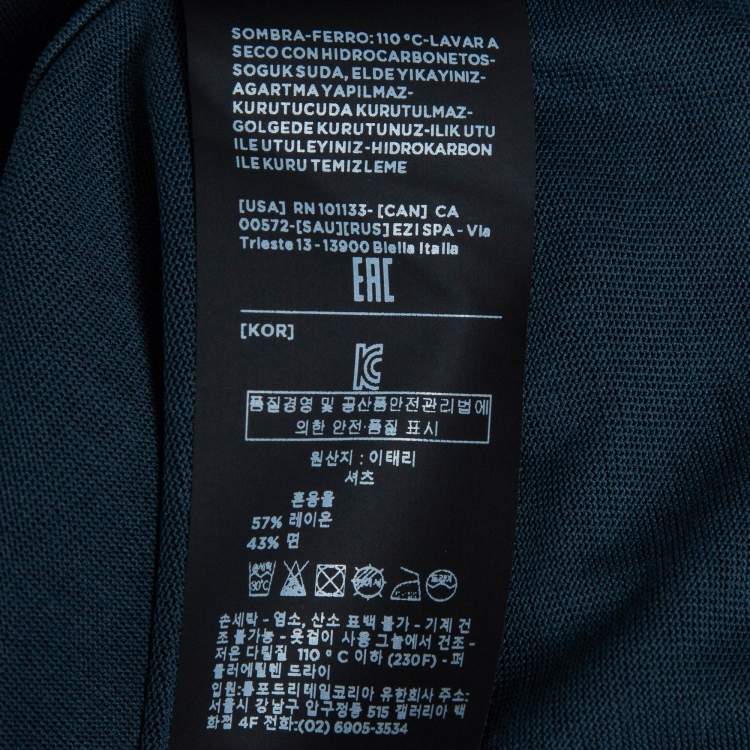 SOMBRA-FERRO: 110 °C-LAVAR A
SECO CON HIDROCARBONETOS-
SOGUK SUDA, ELDE YIKAYINIZ-
AGARTMA YAPILMAZ-
KURUTUCUDA KURUTULMAZ-
GOLGEDE KURUTUNUZ-ILIK UTU
ILE UTULEYINIZ-HIDROKARBON
ILE KURU TEMIZLEME
[USA] RN 101133- [CAN] CA
00572-[SAU][RUS] EZI SPA - Via
Trieste 13 - 13900 Biella Italia
EAC
[KOR]
KC
품질경영 및 공산품안전관리법에
의한 안전·품질 표시
원산지 : 이태리
셔츠
혼용율
57% 레이온
43% 면
손세탁
30°C
손세탁 - 염소, 산소 표백 불가 - 기계 건
조 불가능 - 옷걸이 사용 그늘에서 건조 -
저온 다림질 110 ° C 이하 (230F) - 퍼
클로에틸렌 드라이
입원:톰포드리테일코리아 유한회사 주소:
서울시 강남구 압구정동 515 갤러리아 백
화점 4F 전화:(02) 6905-3534